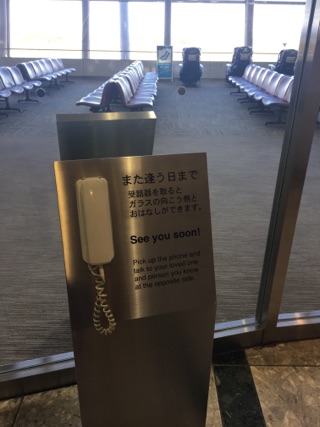 また逢う日まで
受話器を取ると
ガラスの向こう側と
おはなしができます。
See you soon!
Pick up the phone and
talk to your loved one
and person you know
at the opposite side.